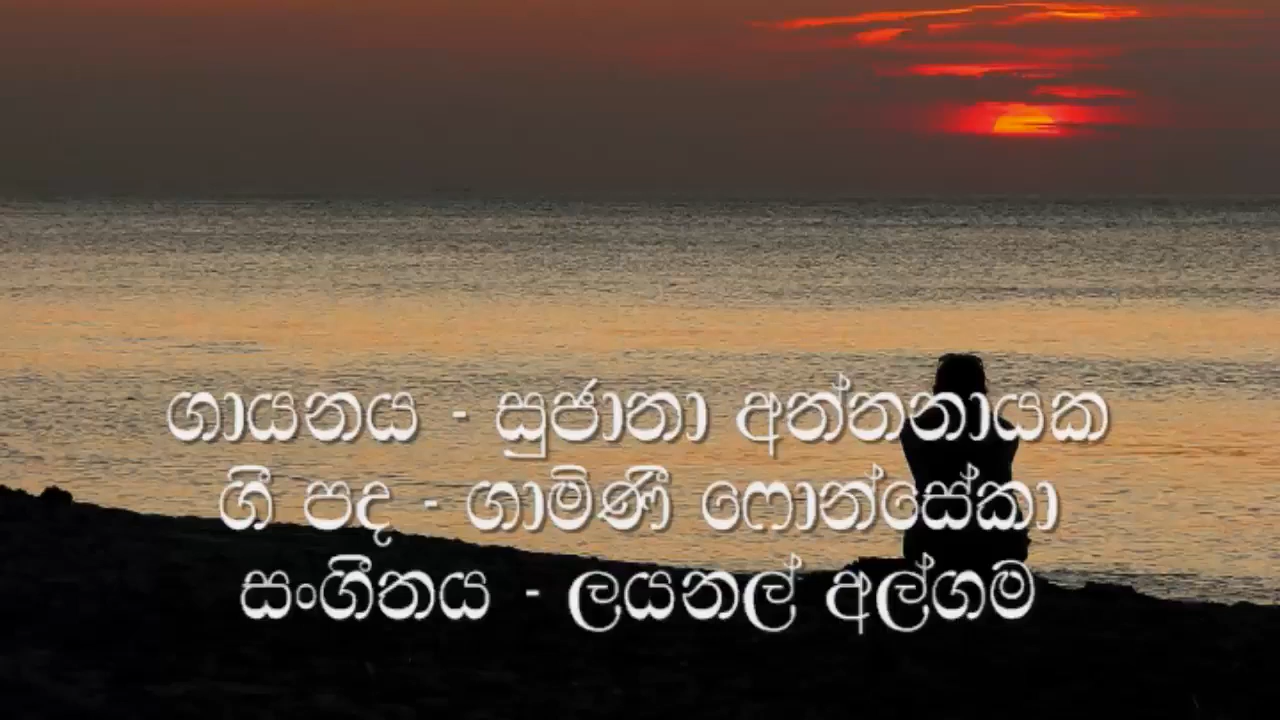 ගායනය - සුජාතා අත්තනායක
ගී පද - ගාමිණී ෆොන්සේකා
සංගීතය - ලයනල් අල්ගම